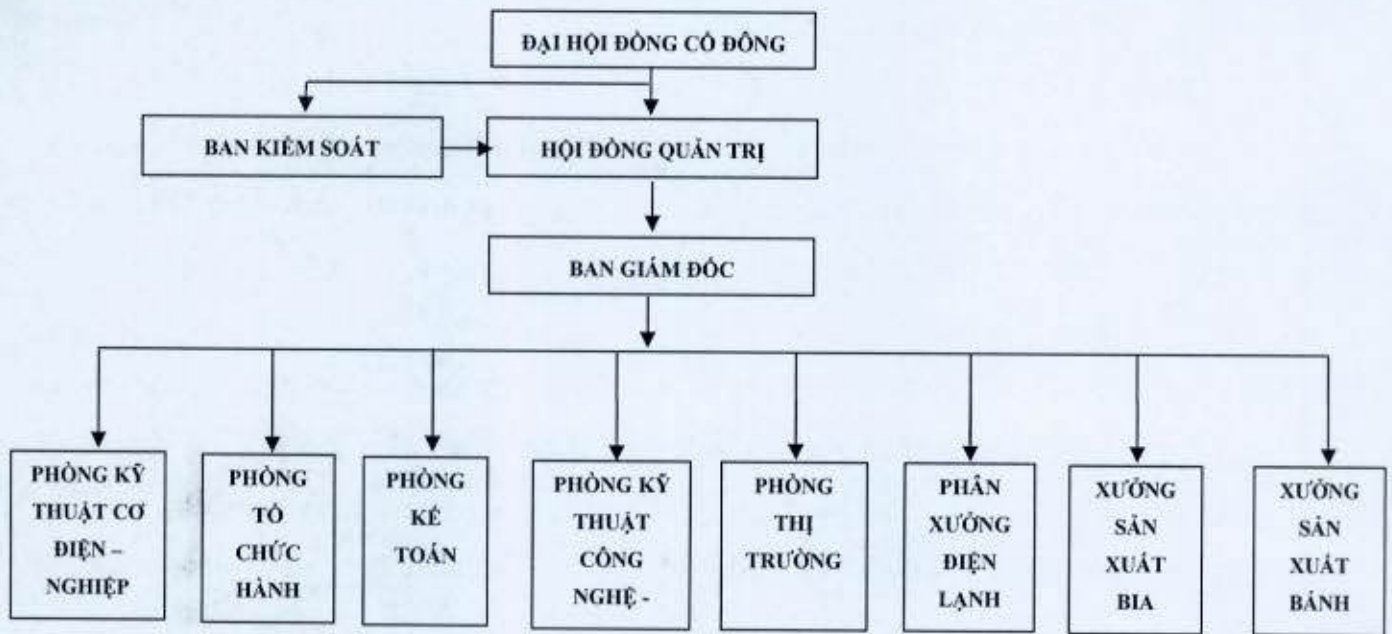 ĐẠI HỘI ĐỒNG CỔ ĐÔNG
BAN KIỂM SOÁT
HỘI ĐỒNG QUẢN TRỊ
BAN GIÁM ĐỐC
PHÒNG KỸ
THUẬT CƠ
ĐIỆN –
NGHIỆP
PHÒNG
TỔ
CHỨC
HÀNH
PHÒNG
KẾ
TOÁN
PHÒNG KỸ
THUẬT
CÔNG
NGHỆ -
PHÒNG
THỊ
TRƯỜNG
PHÂN
XƯỞNG
ĐIỆN
LẠNH
XƯỞNG
SẢN
XUẤT
BIA
XƯỞNG
SẢN
XUẤT
BÁNH